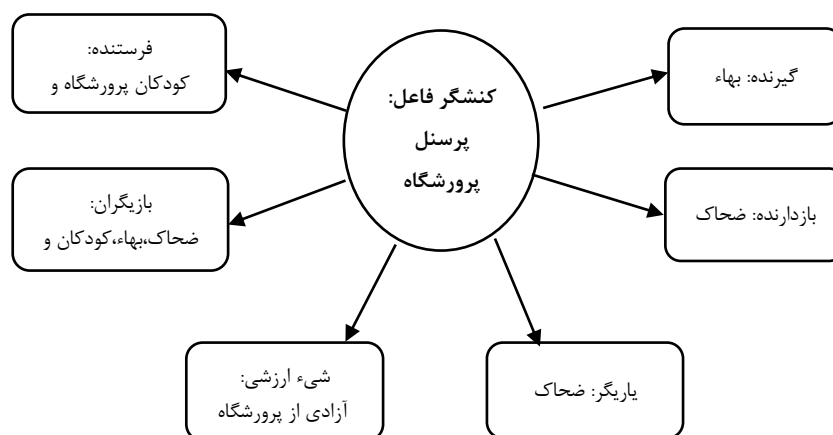 فرستنده:
کودکان پرورشگاه و
کنشگر فاعل:
پرسنل
پرورشگاه
گیرنده: بهاء
بازیگران:
ضحاک،بهاء،کودکان و
بازدارنده: ضحاک
شیء ارزشی:
آزادی از پرورشگاه
یاریگر: ضحاک